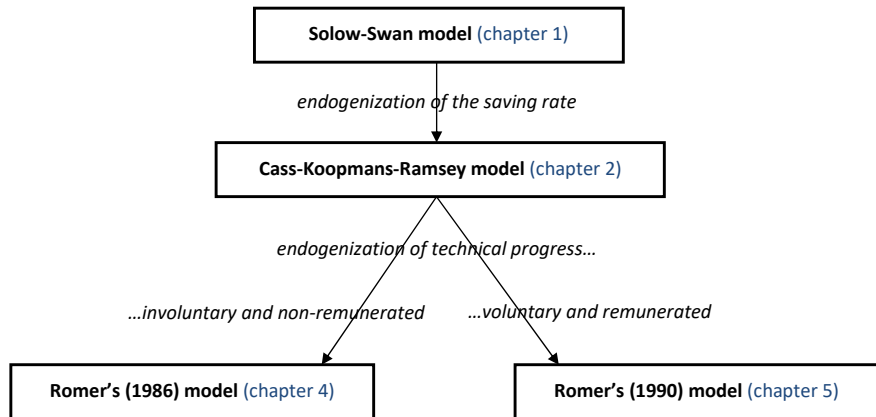 Solow-Swan model (chapter 1)
endogenization of the saving rate
Cass-Koopmans-Ramsey model (chapter 2)
endogenization of technical progress…
…involuntary and non-remunerated
…voluntary and remunerated
Romer's (1986) model (chapter 4)
Romer's (1990) model (chapter 5)